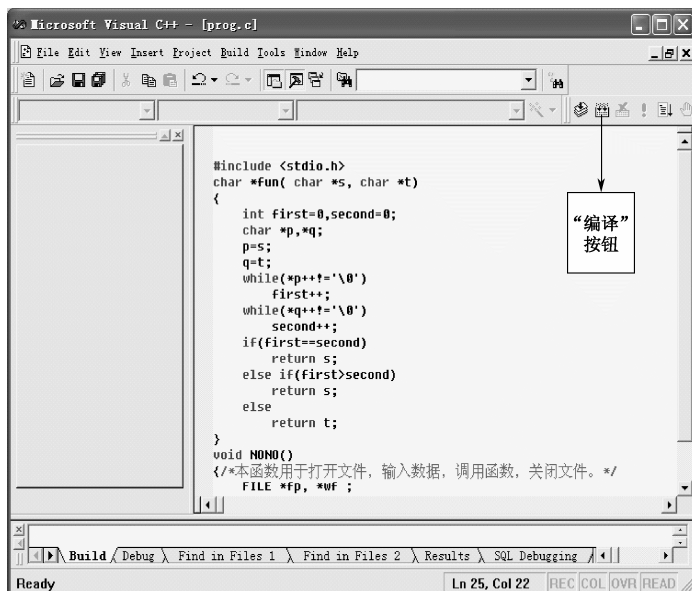 Microsoft Visual C++ - [prog.c]
File Edit View Insert Project Build Tools Window Help
#include <stdio.h>
char *fun( char *s, char *t)
{
int first=0,second=0;
char *p,*q;
p=s;
q=t;
while(*p++!='\0')
first++;
while(*q++!='\0')
second++;
if(first==second)
return s;
else if(first>second)
return s;
else
return t;
}
void NONO()
{/*本函数用于打开文件，输入数据，调用函数，关闭文件。*/
FILE *fp, *wf ;
“编译”
按钮
Build Debug Find in Files 1 Find in Files 2 Results SQL Debugging
Ready Ln 25, Col 22 REC COL OVR READ